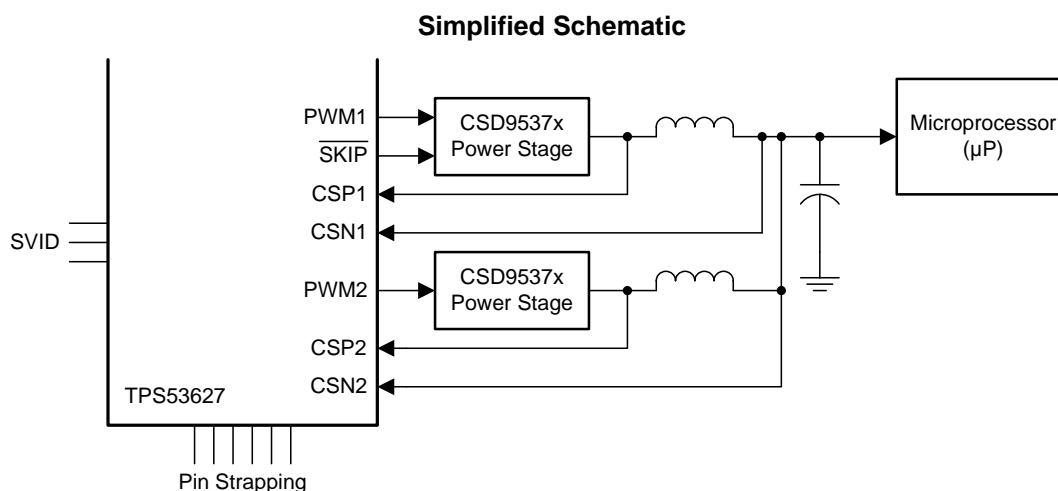 Simplified Schematic
PWM1
SKIP
CSP1
CSN1
PWM2
CSP2
CSN2
CSD9537x
Power Stage
CSD9537x
Power Stage
Microprocessor
(µP)
SVID
TPS53627
Pin Strapping